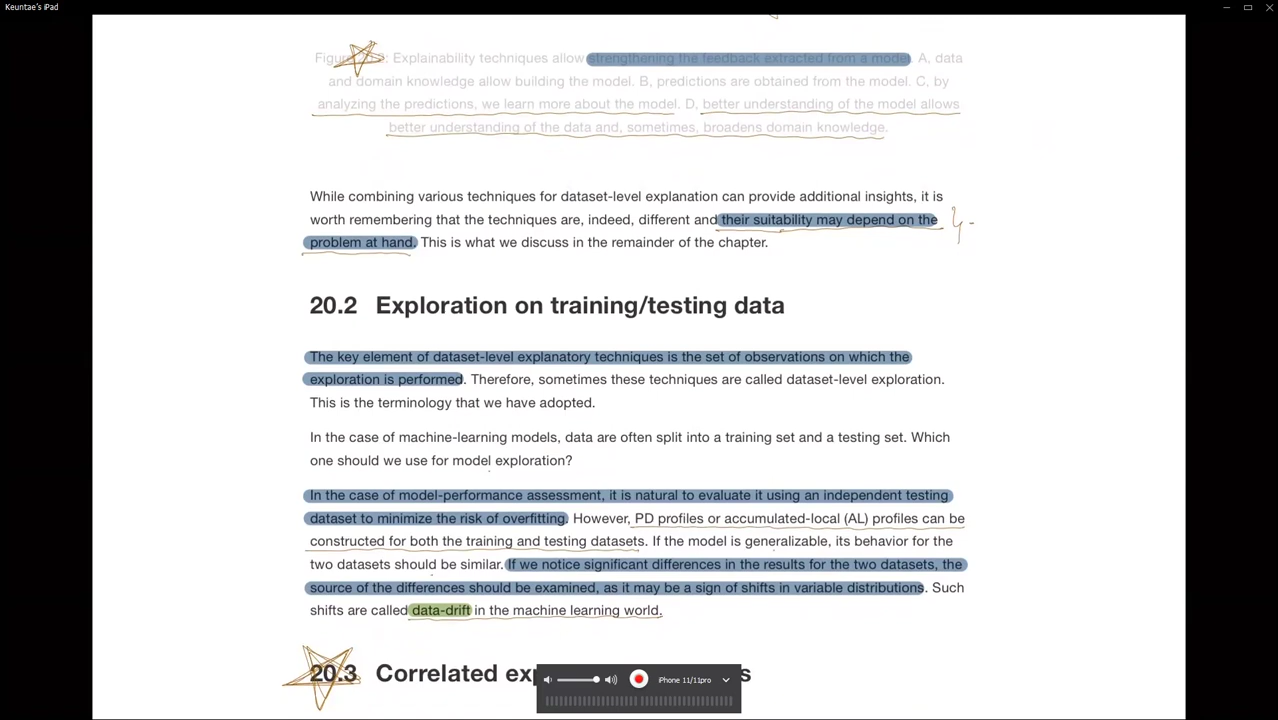 Keuntae's iPad
Explainability techniques allow strengthening the feedback extracted from a model. A, data
and domain knowledge allow building the model. B, predictions are obtained from the model. C, by
analyzing the predictions, we learn more about the model. D, better understanding of the model allows
better understanding of the data and, sometimes, broadens domain knowledge.
While combining various techniques for dataset-level explanation can provide additional insights, it is
worth remembering that the techniques are, indeed, different and their suitability may depend on the
problem at hand. This is what we discuss in the remainder of the chapter.
20.2 Exploration on training/testing data
The key element of dataset-level explanatory techniques is the set of observations on which the
exploration is performed. Therefore, sometimes these techniques are called dataset-level exploration.
This is the terminology that we have adopted.
In the case of machine-learning models, data are often split into a training set and a testing set. Which
one should we use for model exploration?
In the case of model-performance assessment, it is natural to evaluate it using an independent testing
dataset to minimize the risk of overfitting. However, PD profiles or accumulated-local (AL) profiles can be
constructed for both the training and testing datasets. If the model is generalizable, its behavior for the
two datasets should be similar. If we notice significant differences in the results for the two datasets, the
source of the differences should be examined, as it may be a sign of shifts in variable distributions. Such
shifts are called data-drift in the machine learning world.
20.3 Correlated
iPhone 11/11pro